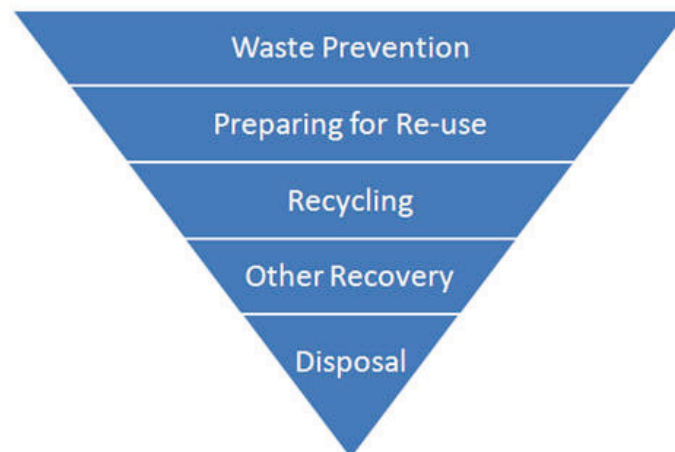 Waste Prevention
Preparing for Re-use
Recycling
Other Recovery
Disposal